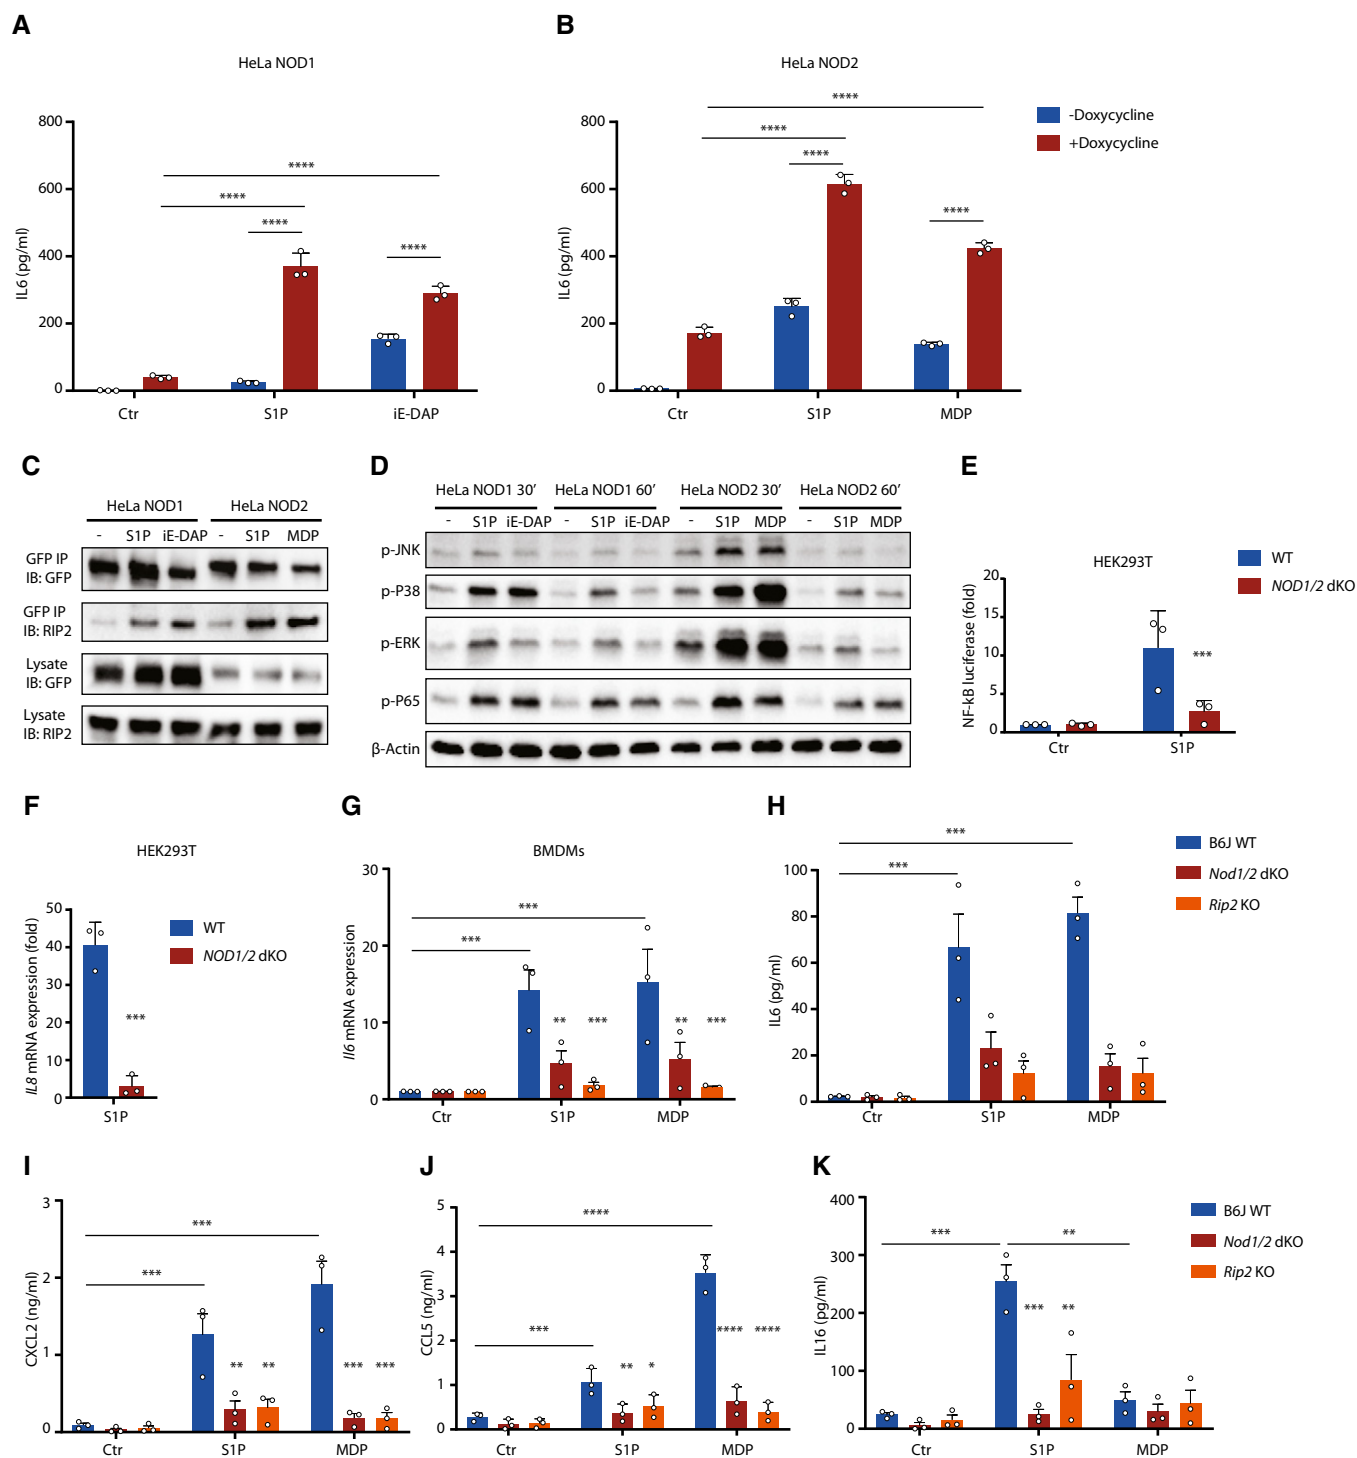 A
HeLa NOD1
IL6 (pg/ml)
800
600
400
200
0
****
****
****
****
Ctr
S1P
iE-DAP
B
HeLa NOD2
IL6 (pg/ml)
800
600
400
200
0
****
****
****
****
Ctr
S1P
MDP
-Doxycycline
+Doxycycline
C
HeLa NOD1
HeLa NOD2
- S1P iE-DAP - S1P MDP
GFP IP
IB: GFP
GFP IP
IB: RIP2
Lysate
IB: GFP
Lysate
IB: RIP2
D
HeLa NOD1 30′ HeLa NOD1 60′ HeLa NOD2 30′ HeLa NOD2 60′
- S1P iE-DAP - S1P iE-DAP - S1P MDP - S1P MDP
p-JNK
p-P38
p-ERK
p-P65
β-Actin
E
HEK293T
WT
NOD1/2 dKO
NF-kB luciferase (fold)
20
15
10
5
0
***
Ctr
S1P
F
HEK293T
IL8 mRNA expression (fold)
50
40
30
20
10
0
***
S1P
WT
NOD1/2 dKO
G
BMDMs
Il6 mRNA expression
30
20
10
0
***
***
** *** ** ***
Ctr
S1P
MDP
H
IL6 (pg/ml)
100
80
60
40
20
0
***
***
Ctr
S1P
MDP
B6J WT
Nod1/2 dKO
Rip2 KO
I
CXCL2 (ng/ml)
3
2
1
0
***
***
** ** *** ***
Ctr
S1P
MDP
J
CCL5 (ng/ml)
5
4
3
2
1
0
****
***
** * **** ****
Ctr
S1P
MDP
K
IL16 (pg/ml)
400
300
200
100
0
*** **
*** **
Ctr
S1P
MDP
B6J WT
Nod1/2 dKO
Rip2 KO